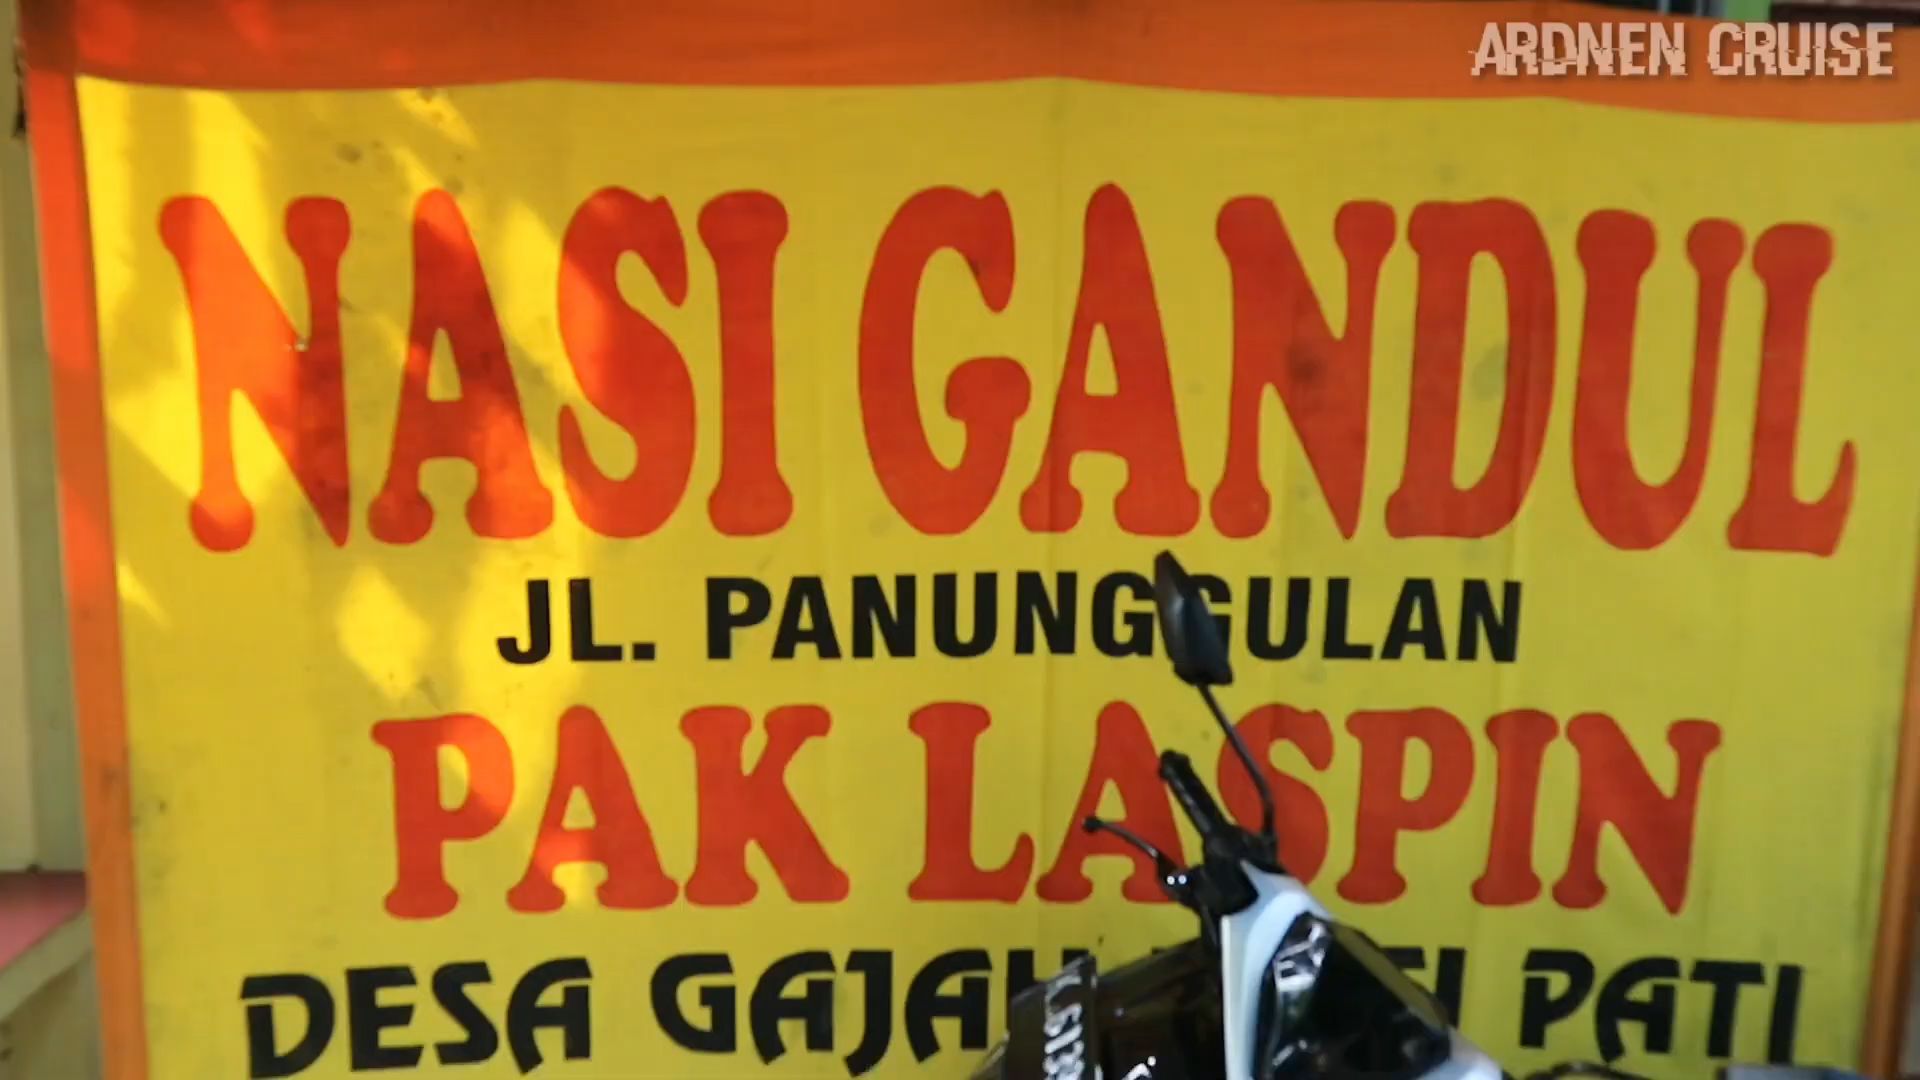 ARDNEN CRUISE
NASI GANDUL
JL. PANUNGGULAN
PAK LASPIN
DESA GAJAH PATI